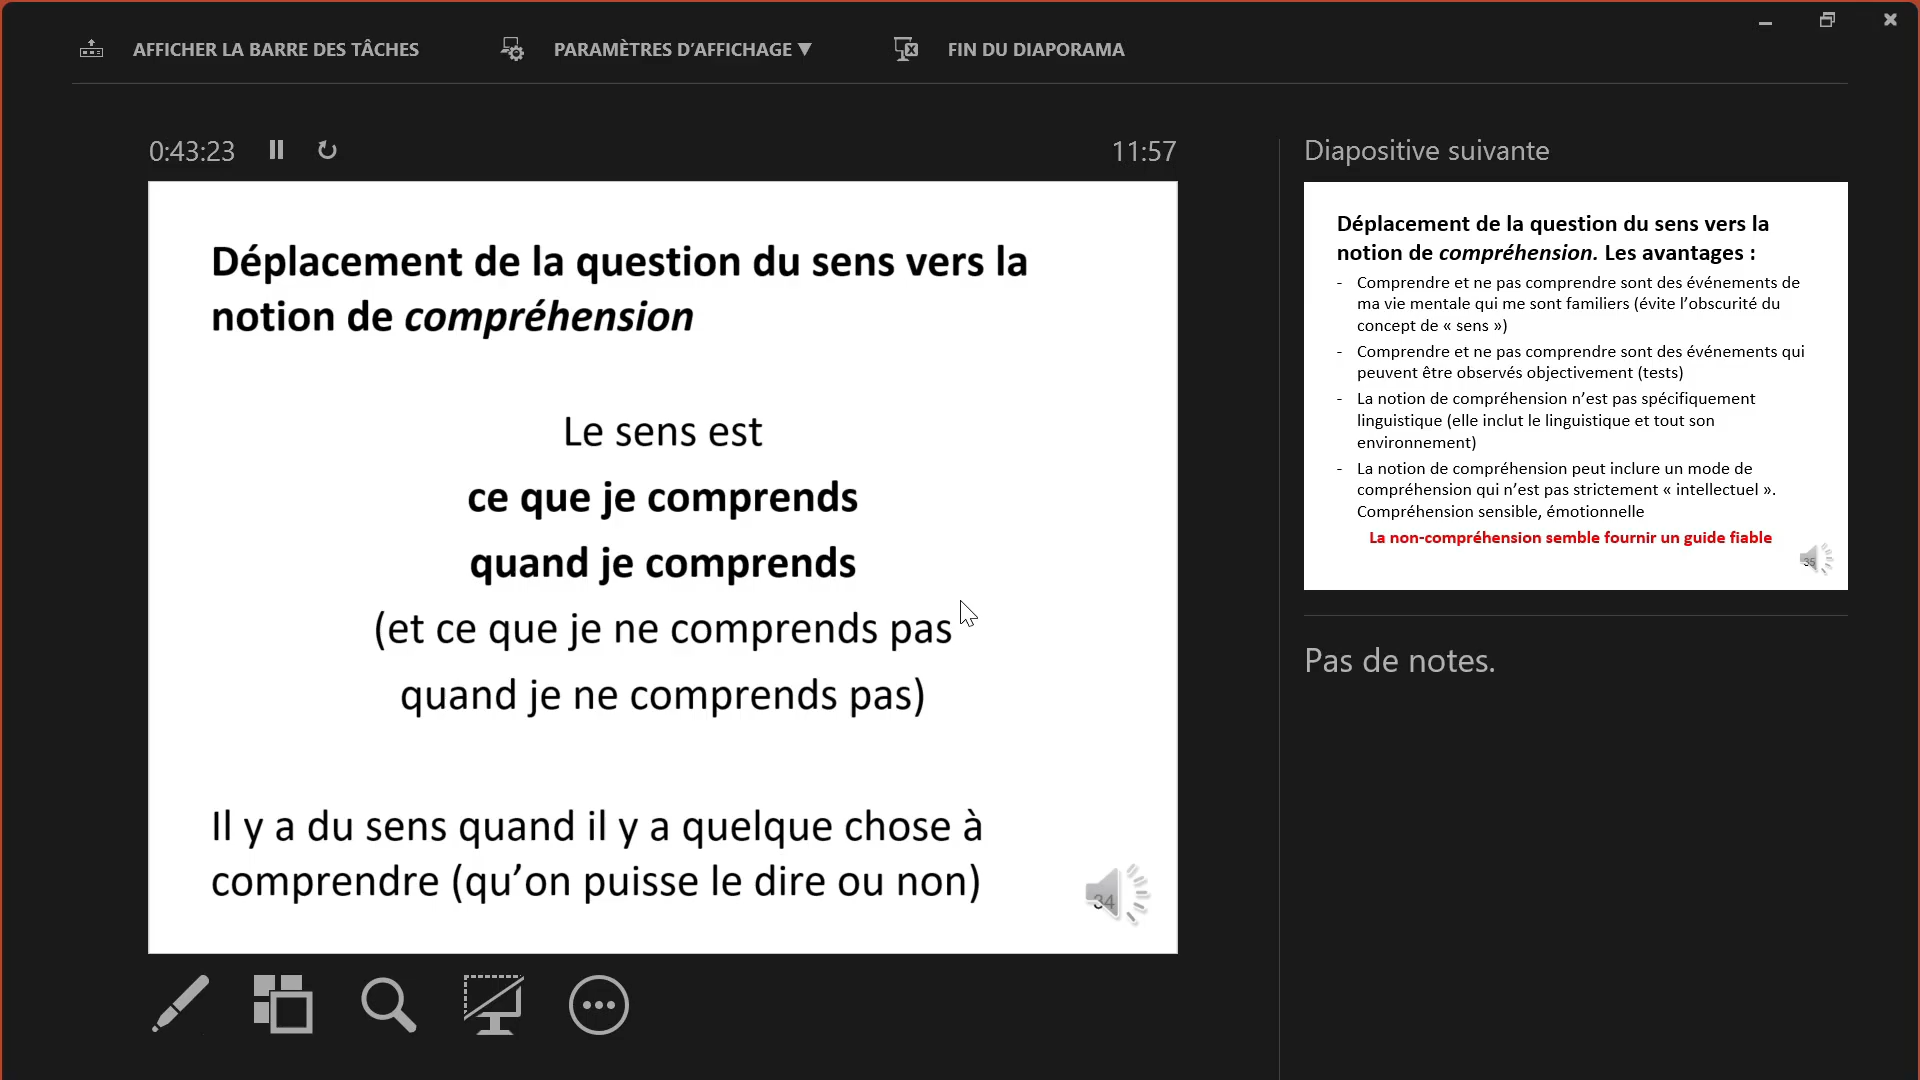 AFFICHER LA BARRE DES TÂCHES
PARAMÈTRES D'AFFICHAGE ▼
FIN DU DIAPORAMA
0:43:23
11:57
Déplacement de la question du sens vers la
notion de compréhension
Le sens est
ce que je comprends
quand je comprends
(et ce que je ne comprends pas
quand je ne comprends pas)
Il y a du sens quand il y a quelque chose à
comprendre (qu’on puisse le dire ou non)
34
Diapositive suivante
Déplacement de la question du sens vers la
notion de compréhension. Les avantages :
- Comprendre et ne pas comprendre sont des événements de
ma vie mentale qui me sont familiers (évite l’obscurité du
concept de « sens »)
- Comprendre et ne pas comprendre sont des événements qui
peuvent être observés objectivement (tests)
- La notion de compréhension n’est pas spécifiquement
linguistique (elle inclut le linguistique et tout son
environnement)
- La notion de compréhension peut inclure un mode de
compréhension qui n’est pas strictement « intellectuel ».
Compréhension sensible, émotionnelle
La non-compréhension semble fournir un guide fiable
35
Pas de notes.